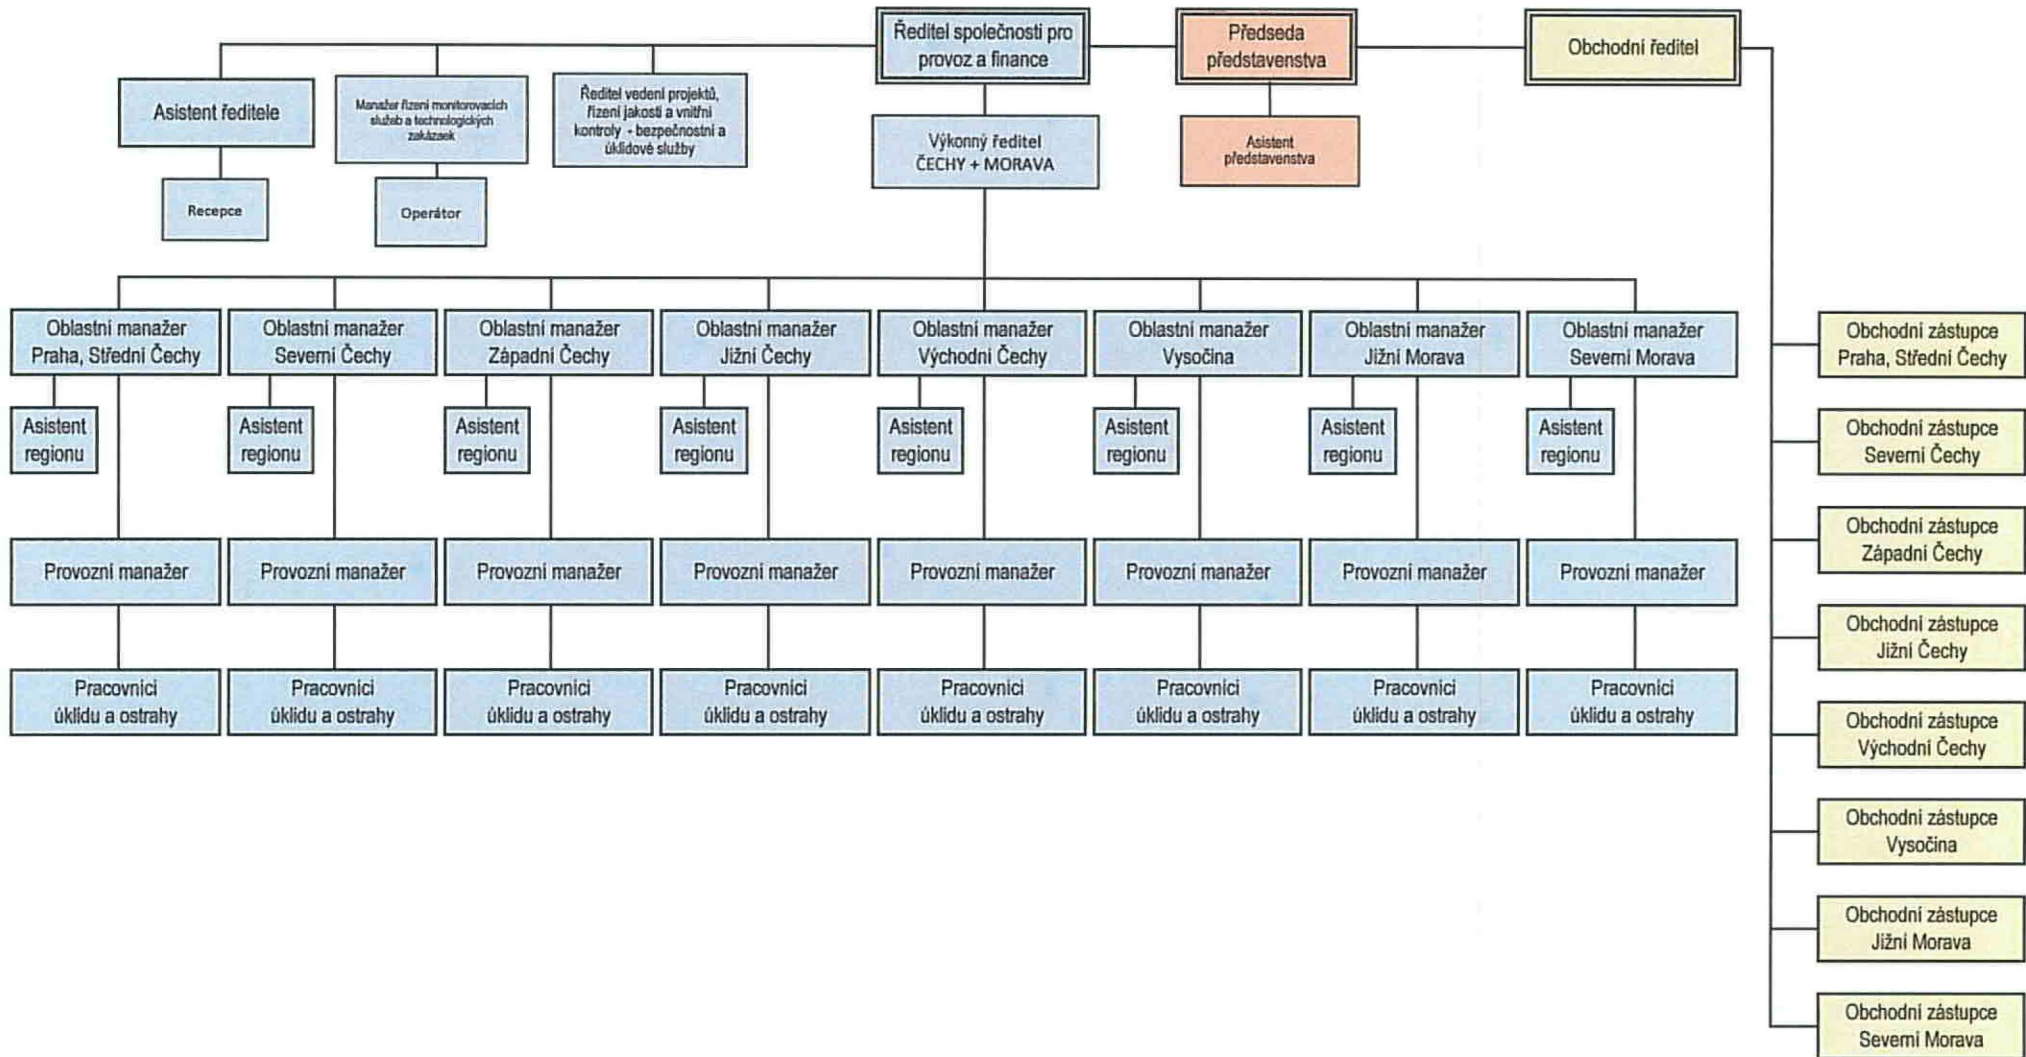 Ředitel společnosti pro
provoz a finance
Předseda
představenstva
Obchodní ředitel
Asistent ředitele
Manažer řízení monitorovacích
služeb a technologických
zakázaek
Ředitel vedení projektů,
řízení jakosti a vnitřní
kontroly - bezpečnostní a
úklidové služby
Výkonný ředitel
ČECHY + MORAVA
Asistent
představenstva
Recepce
Operátor
Oblastní manažer
Praha, Střední Čechy
Oblastní manažer
Severní Čechy
Oblastní manažer
Západní Čechy
Oblastní manažer
Jižní Čechy
Oblastní manažer
Východní Čechy
Oblastní manažer
Vysočina
Oblastní manažer
Jižní Morava
Oblastní manažer
Severní Morava
Asistent
regionu
Asistent
regionu
Asistent
regionu
Asistent
regionu
Asistent
regionu
Asistent
regionu
Asistent
regionu
Asistent
regionu
Provozní manažer
Provozní manažer
Provozní manažer
Provozní manažer
Provozní manažer
Provozní manažer
Provozní manažer
Provozní manažer
Pracovníci
úklidu a ostrahy
Pracovníci
úklidu a ostrahy
Pracovníci
úklidu a ostrahy
Pracovníci
úklidu a ostrahy
Pracovníci
úklidu a ostrahy
Pracovníci
úklidu a ostrahy
Pracovníci
úklidu a ostrahy
Pracovníci
úklidu a ostrahy
Obchodní zástupce
Praha, Střední Čechy
Obchodní zástupce
Severní Čechy
Obchodní zástupce
Západní Čechy
Obchodní zástupce
Jižní Čechy
Obchodní zástupce
Východní Čechy
Obchodní zástupce
Vysočina
Obchodní zástupce
Jižní Morava
Obchodní zástupce
Severní Morava